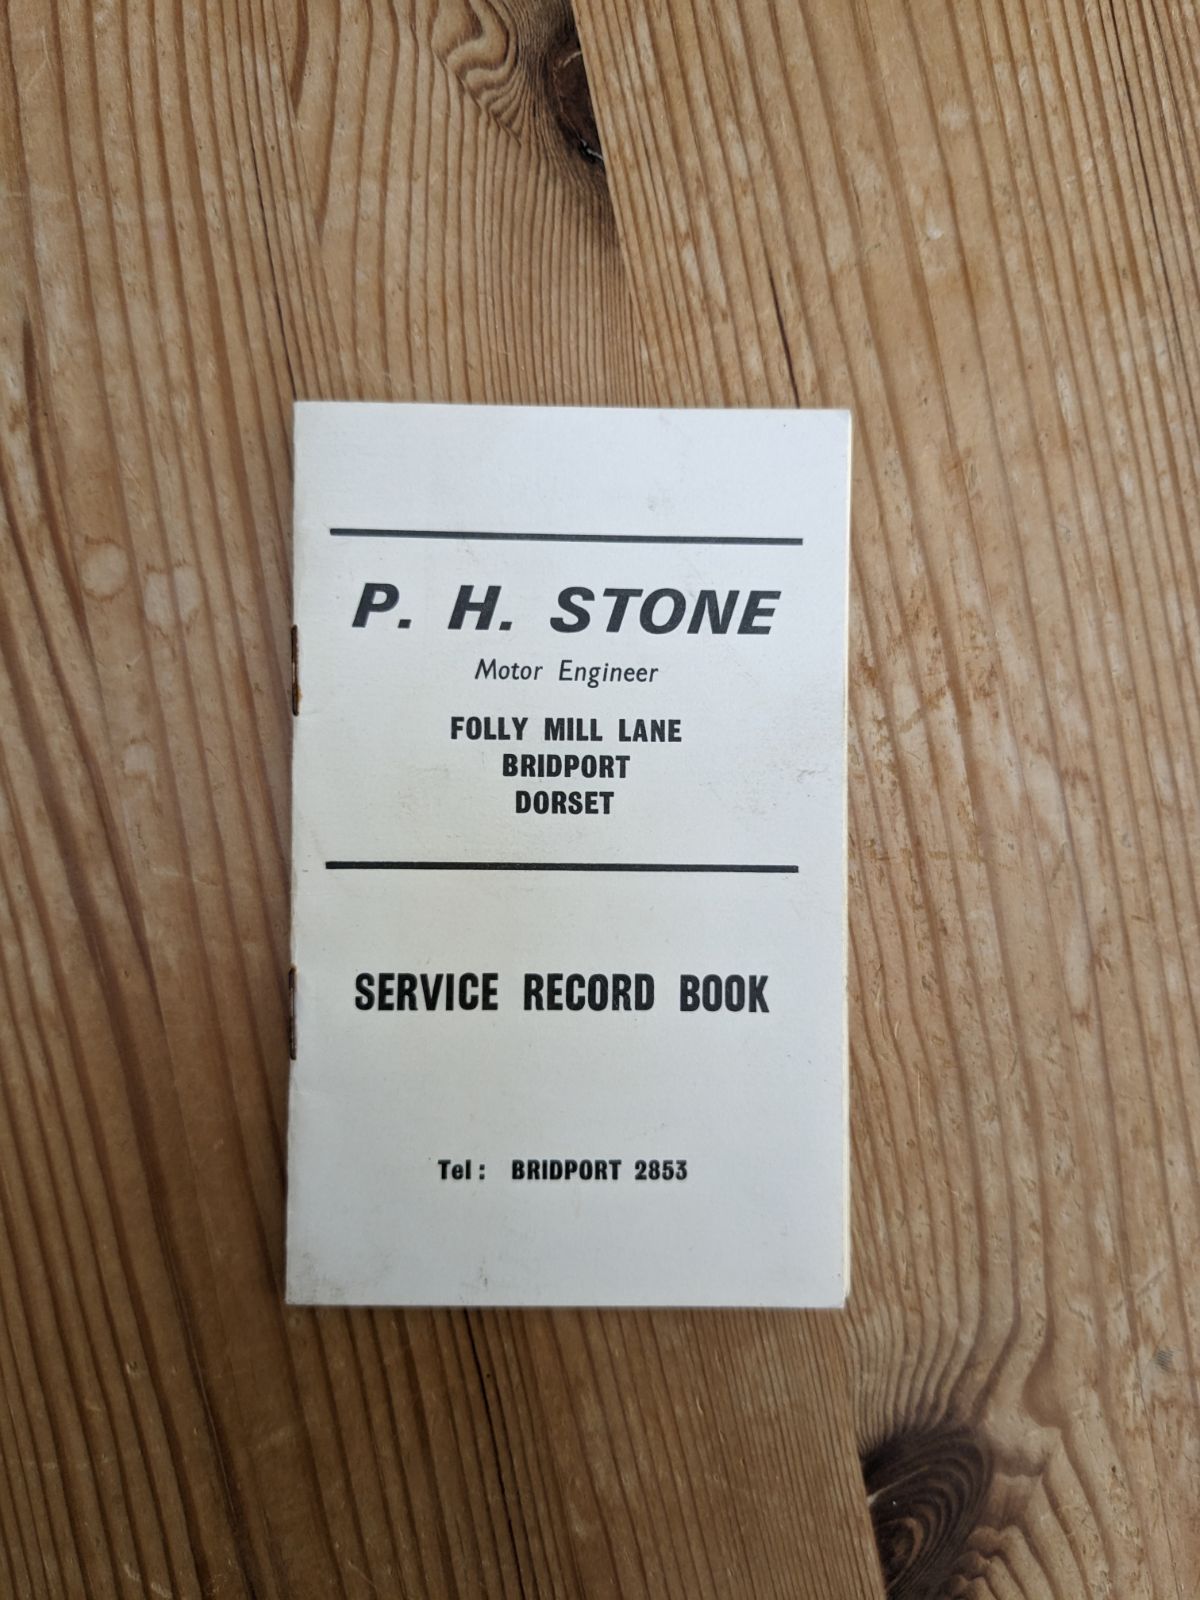 P. H. STONE
Motor Engineer
FOLLY MILL LANE
BRIDPORT
DORSET
SERVICE RECORD BOOK
Tel : BRIDPORT 2853